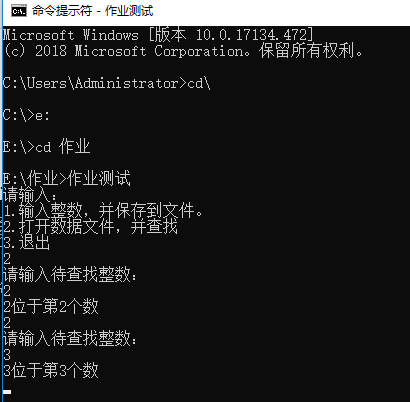 命令提示符 - 作业测试
Microsoft Windows [版本 10.0.17134.472]
(c) 2018 Microsoft Corporation。保留所有权利。
C:\Users\Administrator>cd\
C:\>e:
E:\>cd 作业
E:\作业>作业测试
请输入：
1.输入整数，并保存到文件。
2.打开数据文件，并查找
3.退出
2
请输入待查找整数：
2
2位于第2个数
2
请输入待查找整数：
3
3位于第3个数